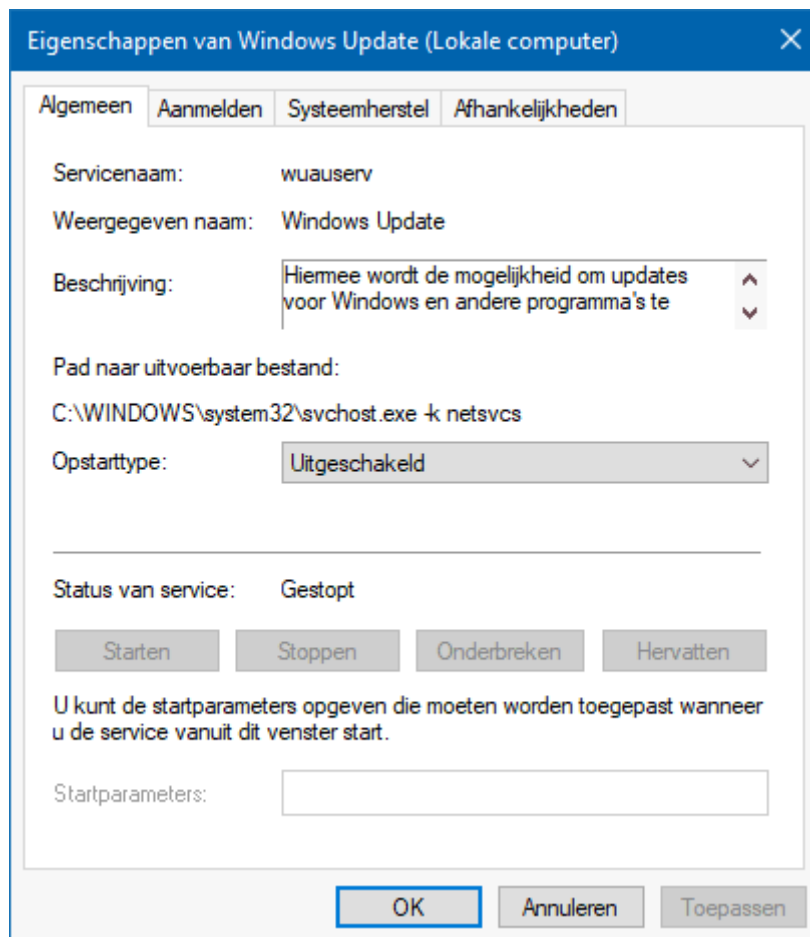 Eigenschappen van Windows Update (Lokale computer)
Algemeen Aanmelden Systeemherstel Afhankelijkheden
Servicenaam: wuauserv
Weergegeven naam: Windows Update
Beschrijving: Hiermee wordt de mogelijkheid om updates
voor Windows en andere programma's te
Pad naar uitvoerbaar bestand:
C:\WINDOWS\system32\svchost.exe -k netsvcs
Opstarttype: Uitgeschakeld
Status van service: Gestopt
Starten Stoppen Onderbreken Hervatten
U kunt de startparameters opgeven die moeten worden toegepast wanneer
u de service vanuit dit venster start.
Startparameters:
OK Annuleren Toepassen